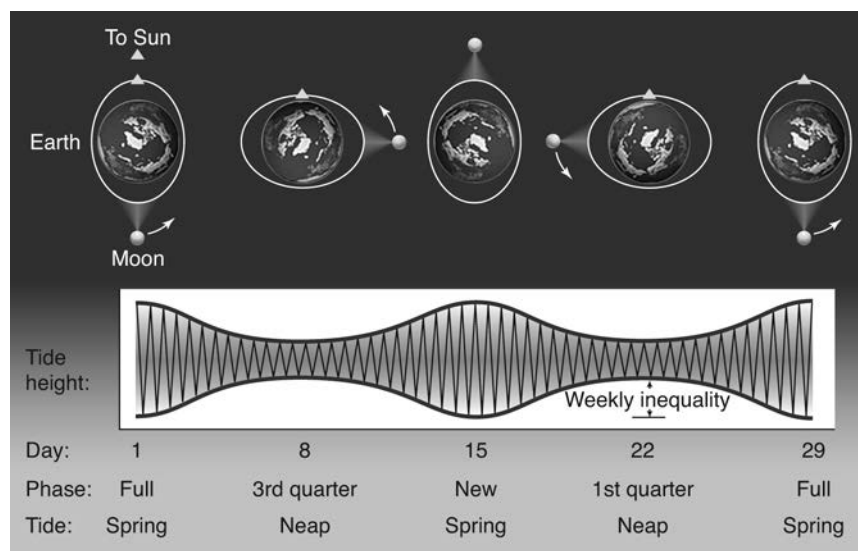 To Sun
Earth
Moon
Tide
height:
Weekly inequality
Day: 1 8 15 22 29
Phase: Full 3rd quarter New 1st quarter Full
Tide: Spring Neap Spring Neap Spring